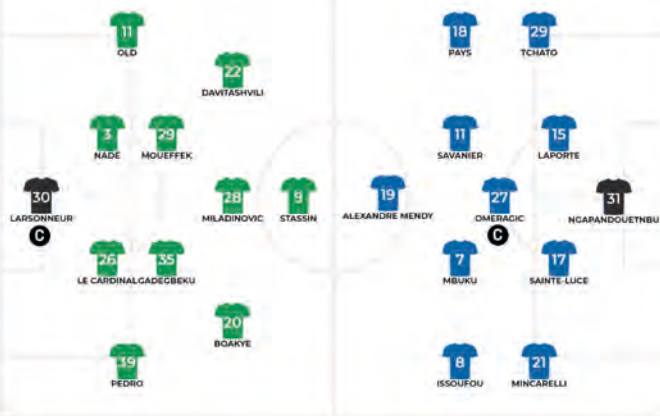 11
OLD
22
DAVITASHVILI
3
NADE
29
MOUEFFEK
30
LARSONNEUR
C
28
MILADINOVIC
9
STASSIN
26
LE CARDINAL
35
GADEGBEKU
20
BOAKYE
39
PEDRO
18
PAYS
29
TCHATO
11
SAVANIER
15
LAPORTE
19
ALEXANDRE MENDY
27
OMERAGIC
C
31
NGAPANDOUETNBU
7
MBUKU
17
SAINTE-LUCE
8
ISSOUFOU
21
MINCARELLI